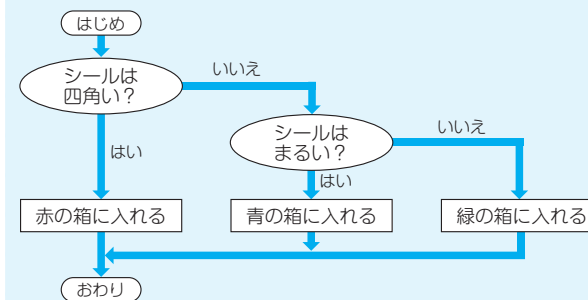 はじめ
シールは
四角い？
いいえ
シールは
まるい？
いいえ
はい
はい
赤の箱に入れる
青の箱に入れる
緑の箱に入れる
おわり